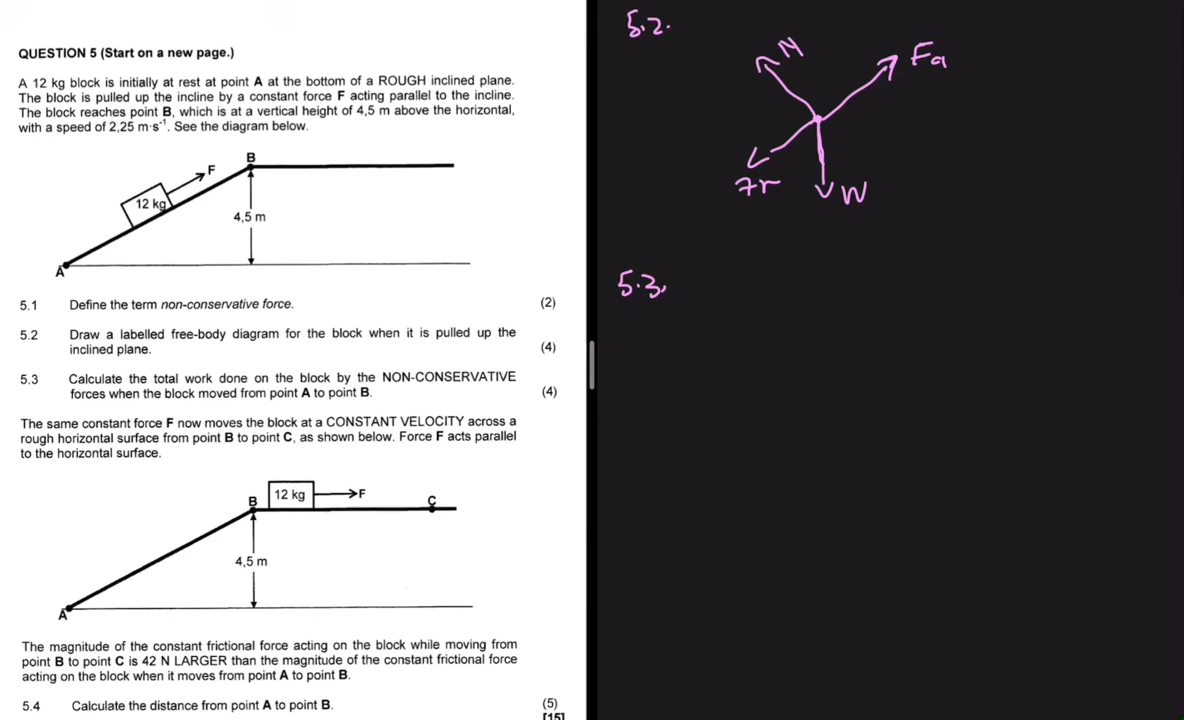 QUESTION 5 (Start on a new page.)
A 12 kg block is initially at rest at point A at the bottom of a ROUGH inclined plane.
The block is pulled up the incline by a constant force F acting parallel to the incline.
The block reaches point B, which is at a vertical height of 4,5 m above the horizontal,
with a speed of 2,25 m·s⁻¹. See the diagram below.
B
F
12 kg
4,5 m
A
5.1 Define the term non-conservative force. (2)
5.2 Draw a labelled free-body diagram for the block when it is pulled up the
inclined plane. (4)
5.3 Calculate the total work done on the block by the NON-CONSERVATIVE
forces when the block moved from point A to point B. (4)
The same constant force F now moves the block at a CONSTANT VELOCITY across a
rough horizontal surface from point B to point C, as shown below. Force F acts parallel
to the horizontal surface.
B 12 kg F C
4,5 m
A
The magnitude of the constant frictional force acting on the block while moving from
point B to point C is 42 N LARGER than the magnitude of the constant frictional force
acting on the block when it moves from point A to point B.
5.4 Calculate the distance from point A to point B. (5)
[15]
5.2.
N
Fa
Fr
W
5.3.